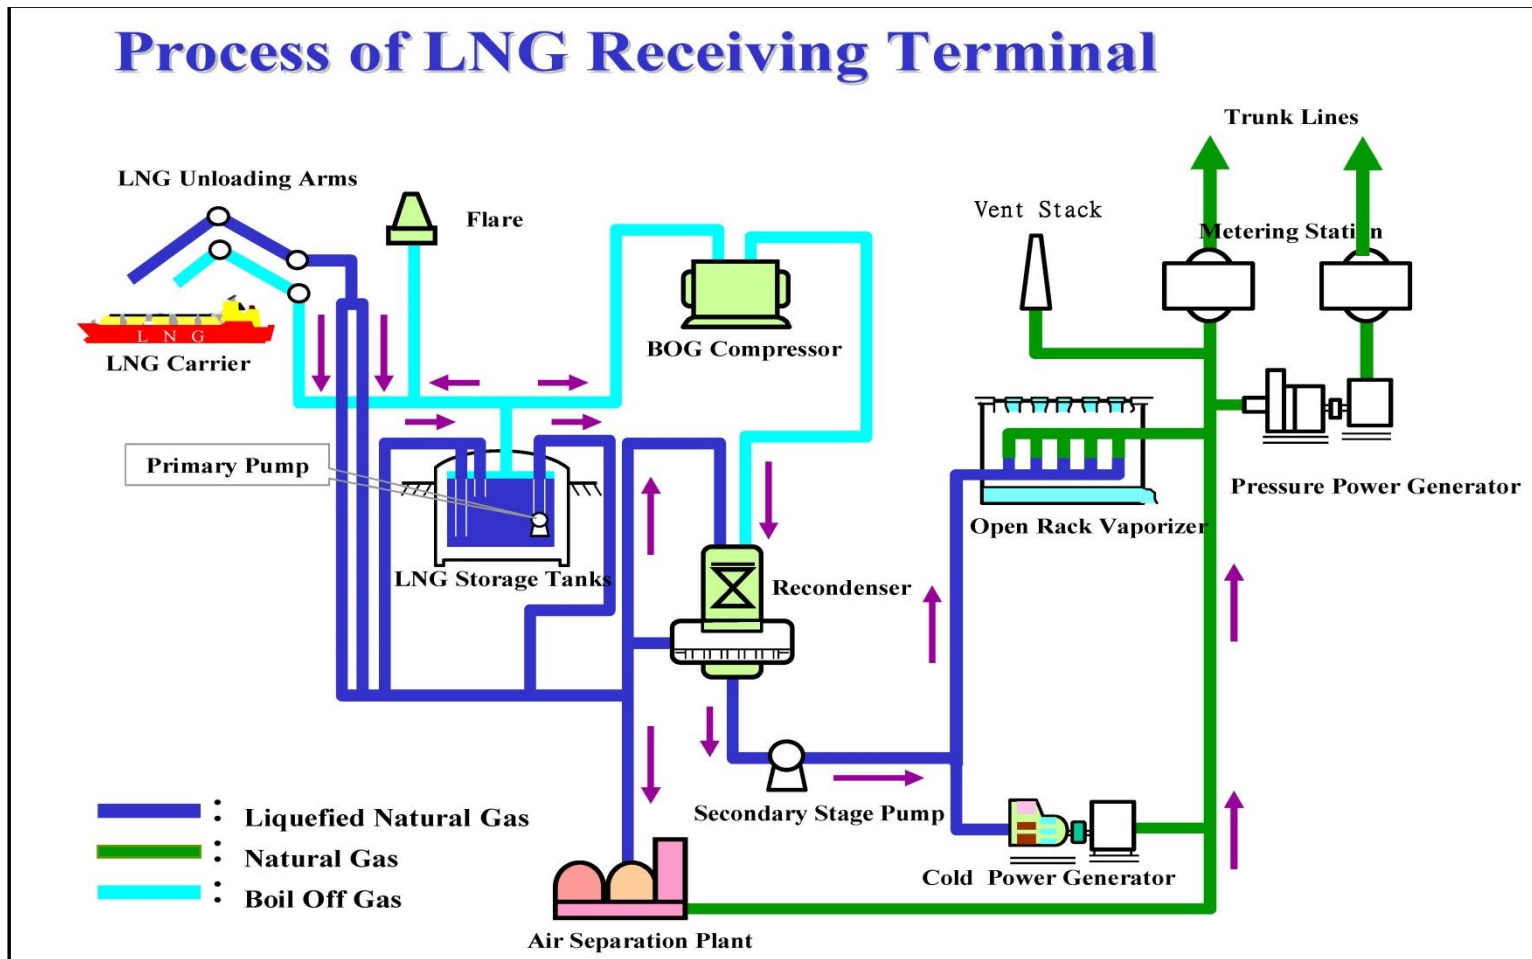 Process of LNG Receiving Terminal
Trunk Lines
LNG Unloading Arms
Flare
Vent Stack
Metering Station
L N G
LNG Carrier
BOG Compressor
Primary Pump
Pressure Power Generator
Open Rack Vaporizer
LNG Storage Tanks
Recondenser
Secondary Stage Pump
: Liquefied Natural Gas
: Natural Gas
: Boil Off Gas
Cold Power Generator
Air Separation Plant